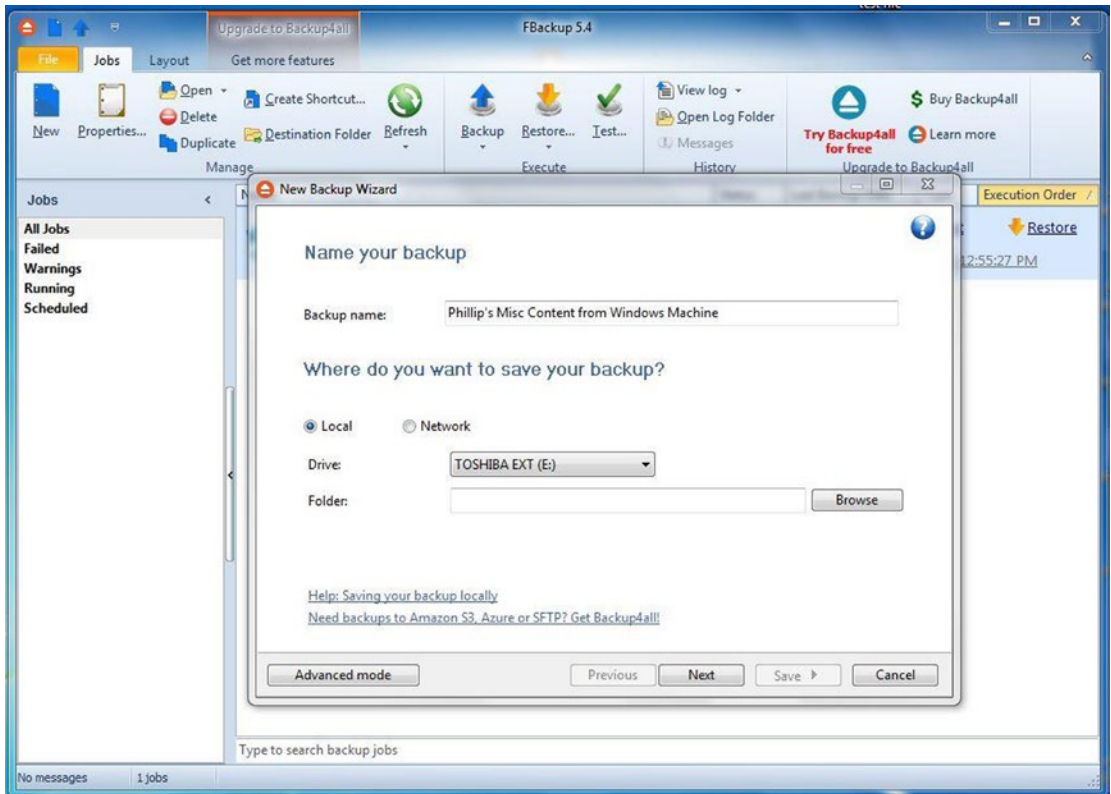 Upgrade to Backup4all
FBackup 5.4
File Jobs Layout Get more features
New
Properties...
Open
Delete
Duplicate
Create Shortcut...
Destination Folder
Refresh
Manage
Backup
Restore...
Test...
Execute
View log
Open Log Folder
Messages
History
Try Backup4all
for free
$ Buy Backup4all
Learn more
Upgrade to Backup4all
Jobs
Execution Order
All Jobs
Failed
Warnings
Running
Scheduled
Restore
12:55:27 PM
New Backup Wizard
Name your backup
Backup name: Phillip's Misc Content from Windows Machine
Where do you want to save your backup?
Local Network
Drive: TOSHIBA EXT (E:)
Folder: Browse
Help: Saving your backup locally
Need backups to Amazon S3, Azure or SFTP? Get Backup4all!
Advanced mode Previous Next Save Cancel
Type to search backup jobs
No messages 1 jobs